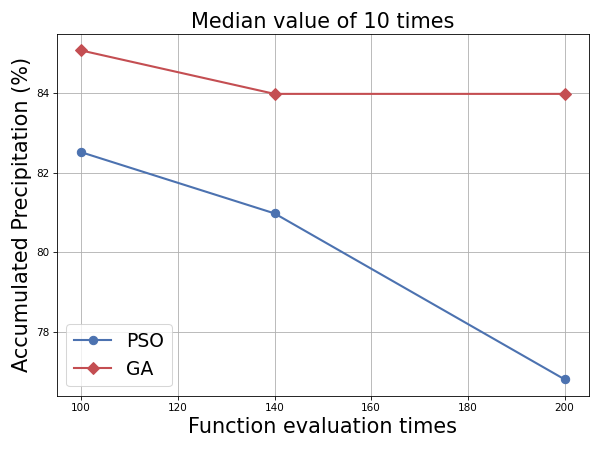 Median value of 10 times
Accumulated Precipitation (%)
84
82
80
78
PSO
GA
100 120 140 160 180 200
Function evaluation times